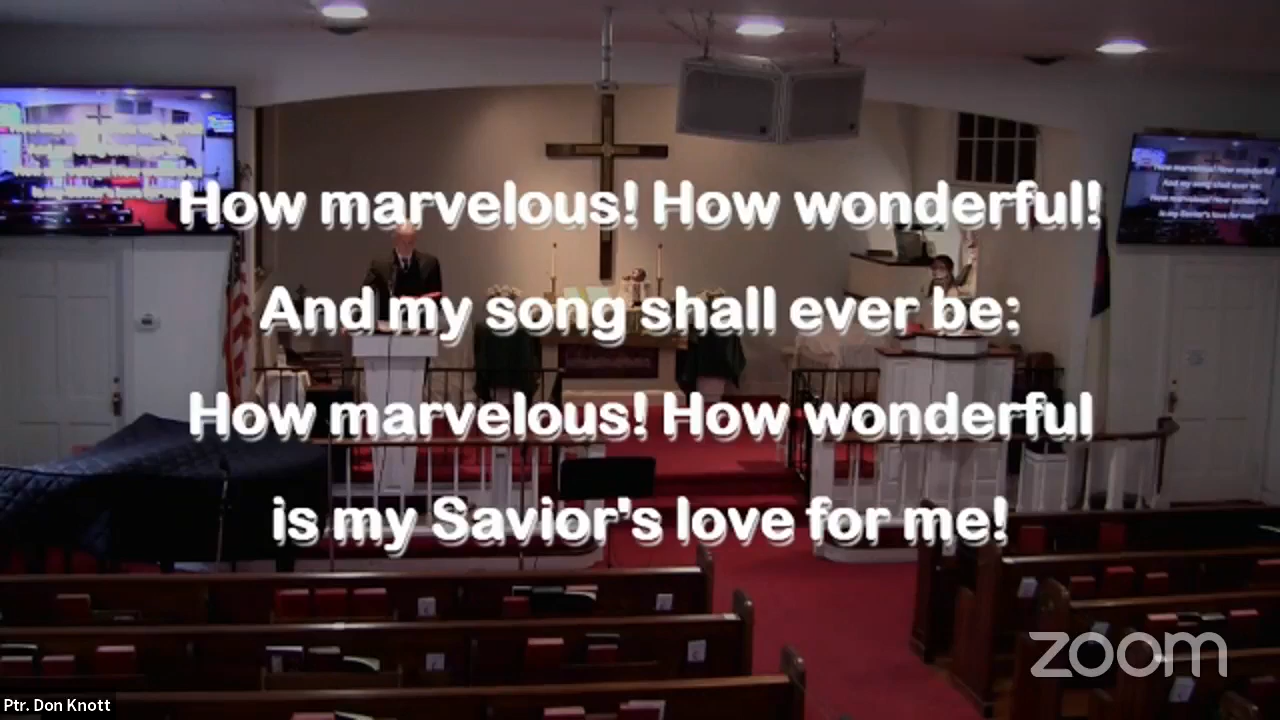 How marvelous! How wonderful!
And my song shall ever be:
How marvelous! How wonderful
is my Savior's love for me!
zoom
Ptr. Don Knott